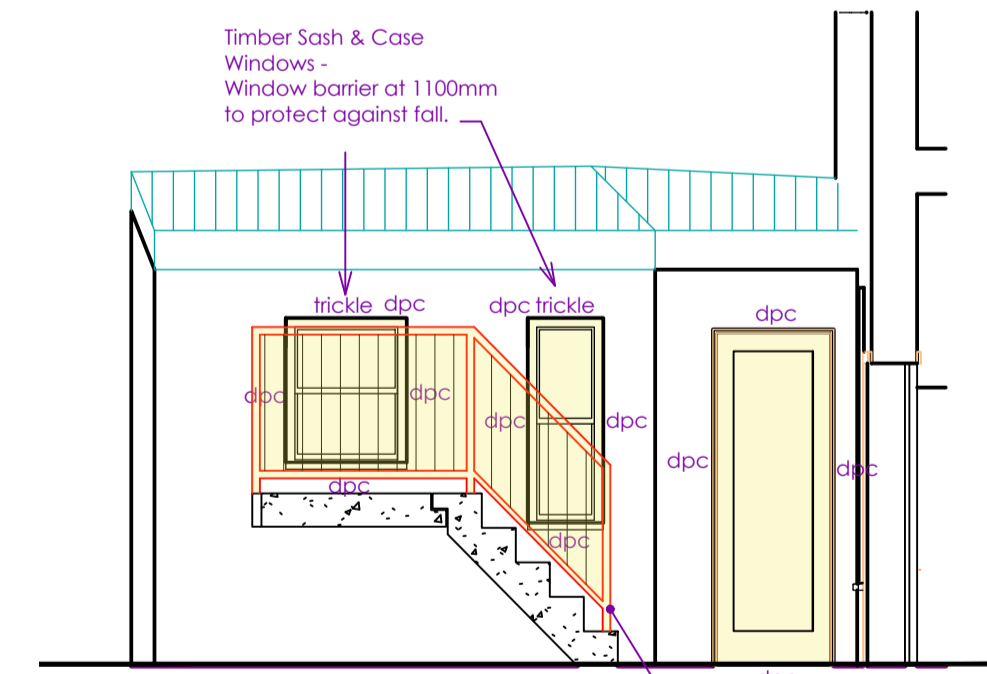 Timber Sash & Case
Windows -
Window barrier at 1100mm
to protect against fall.
trickle dpc
dpc trickle
dpc
dpc
dpc
dpc
dpc
dpc
dpc
dpc
dpc